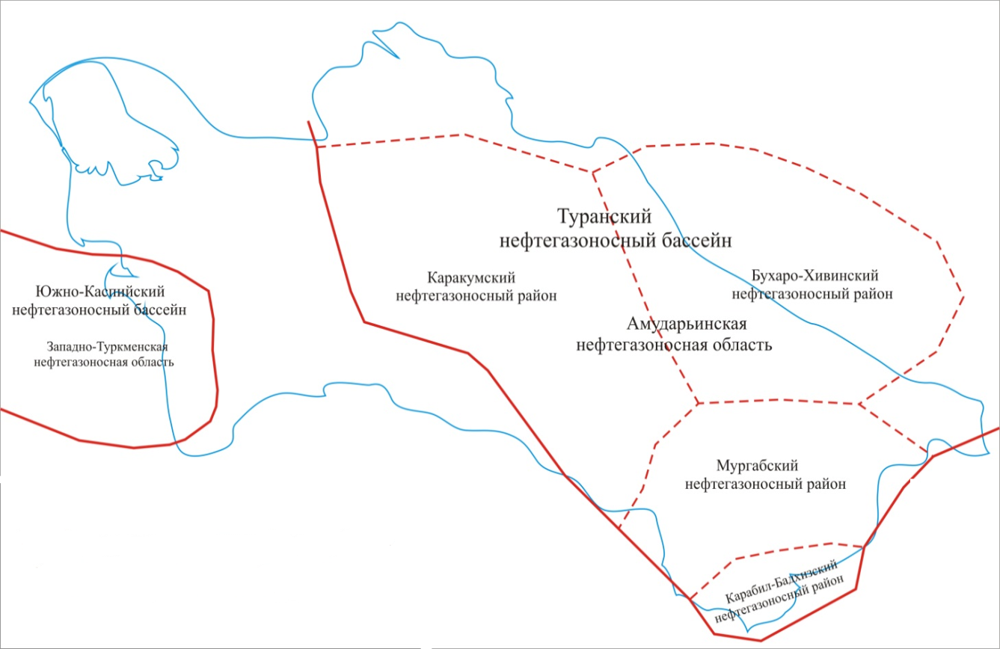 Туранский
нефтегазоносный бассейн
Каракумский
нефтегазоносный район
Бухаро-Хивинский
нефтегазоносный район
Южно-Каспийский
нефтегазоносный бассейн
Амударьинская
нефтегазоносная область
Западно-Туркменская
нефтегазоносная область
Мургабский
нефтегазоносный район
Карабил-Бадхизский
нефтегазоносный район